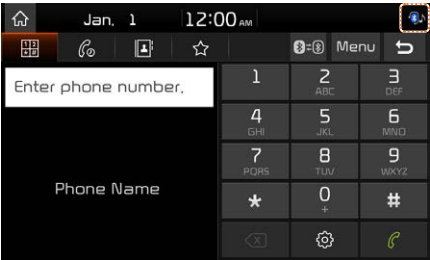 Jan. 1 12:00 AM
Menu
Enter phone number.
Phone Name
1 2 ABC 3 DEF
4 GHI 5 JKL 6 MNO
7 PQRS 8 TUV 9 WXYZ
* 0 + #